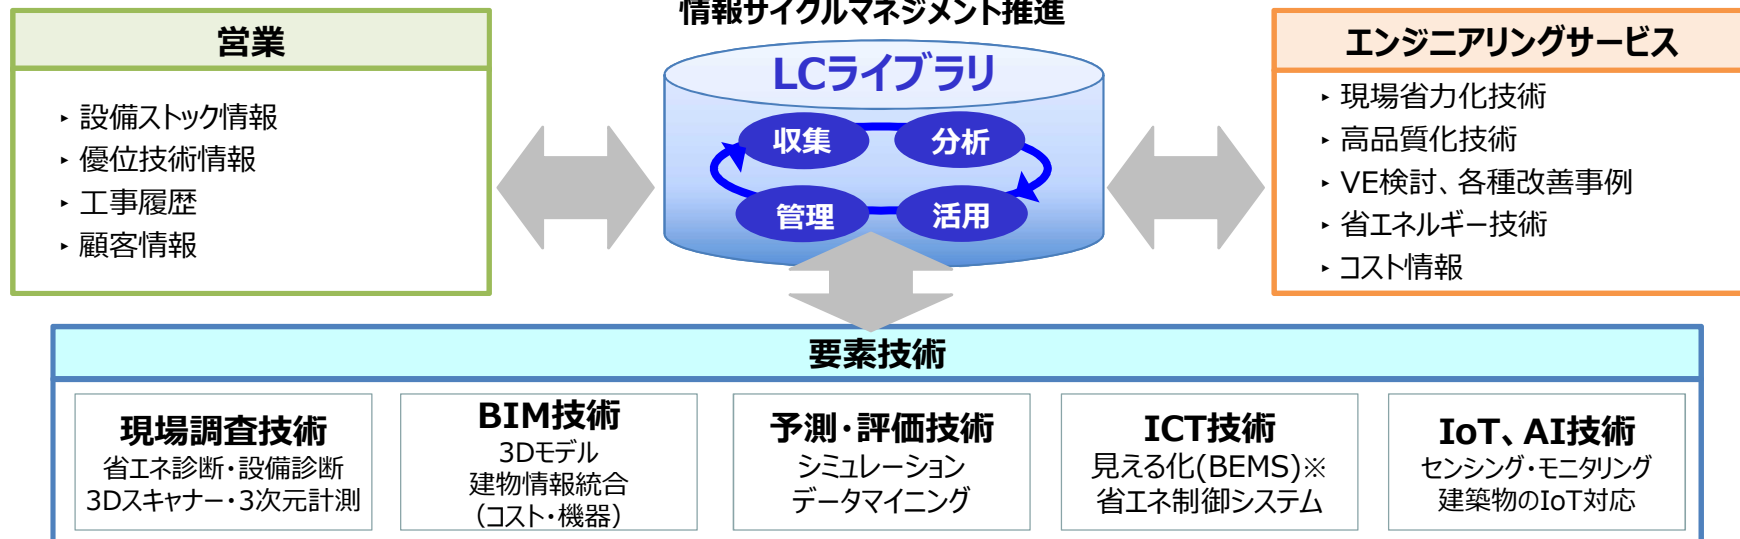 情報サイクルマネジメント推進
営業
‣ 設備ストック情報
‣ 優位技術情報
‣ 工事履歴
‣ 顧客情報
LCライブラリ
収集
分析
管理
活用
エンジニアリングサービス
‣ 現場省力化技術
‣ 高品質化技術
‣ VE検討、各種改善事例
‣ 省エネルギー技術
‣ コスト情報
要素技術
現場調査技術
省エネ診断・設備診断
3Dスキャナー・3次元計測
BIM技術
3Dモデル
建物情報統合
(コスト・機器)
予測・評価技術
シミュレーション
データマイニング
ICT技術
見える化(BEMS)※
省エネ制御システム
IoT、AI技術
センシング・モニタリング
建築物のIoT対応